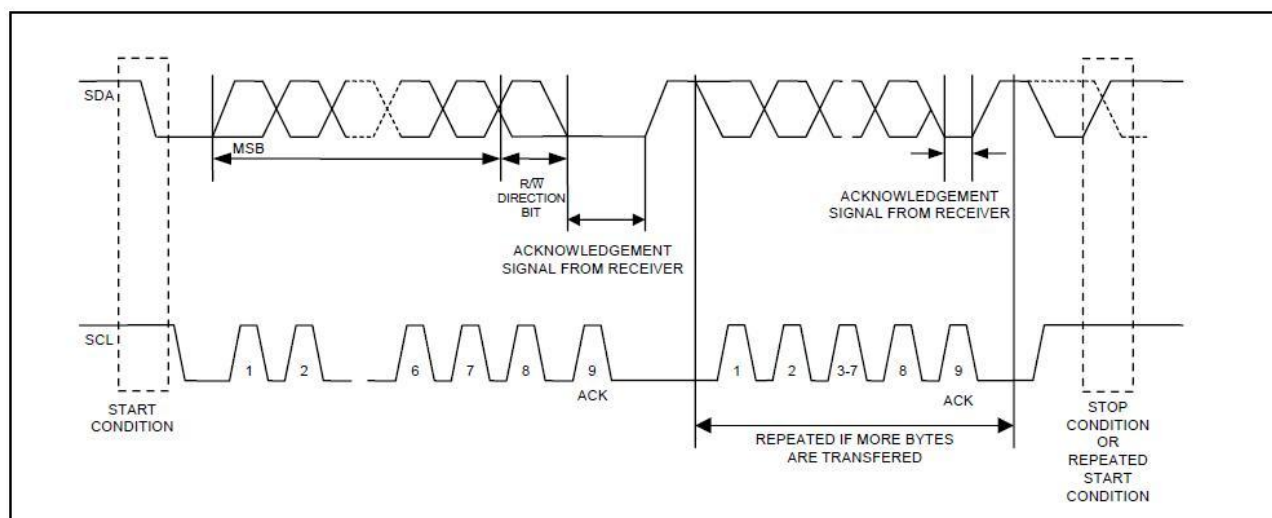 SDA
MSB
R/W
DIRECTION
BIT
ACKNOWLEDGEMENT
SIGNAL FROM RECEIVER
ACKNOWLEDGEMENT
SIGNAL FROM RECEIVER
SCL
1 2 6 7 8 9 1 2 3-7 8 9
ACK
ACK
START
CONDITION
REPEATED IF MORE BYTES
ARE TRANSFERED
STOP
CONDITION
OR
REPEATED
START
CONDITION